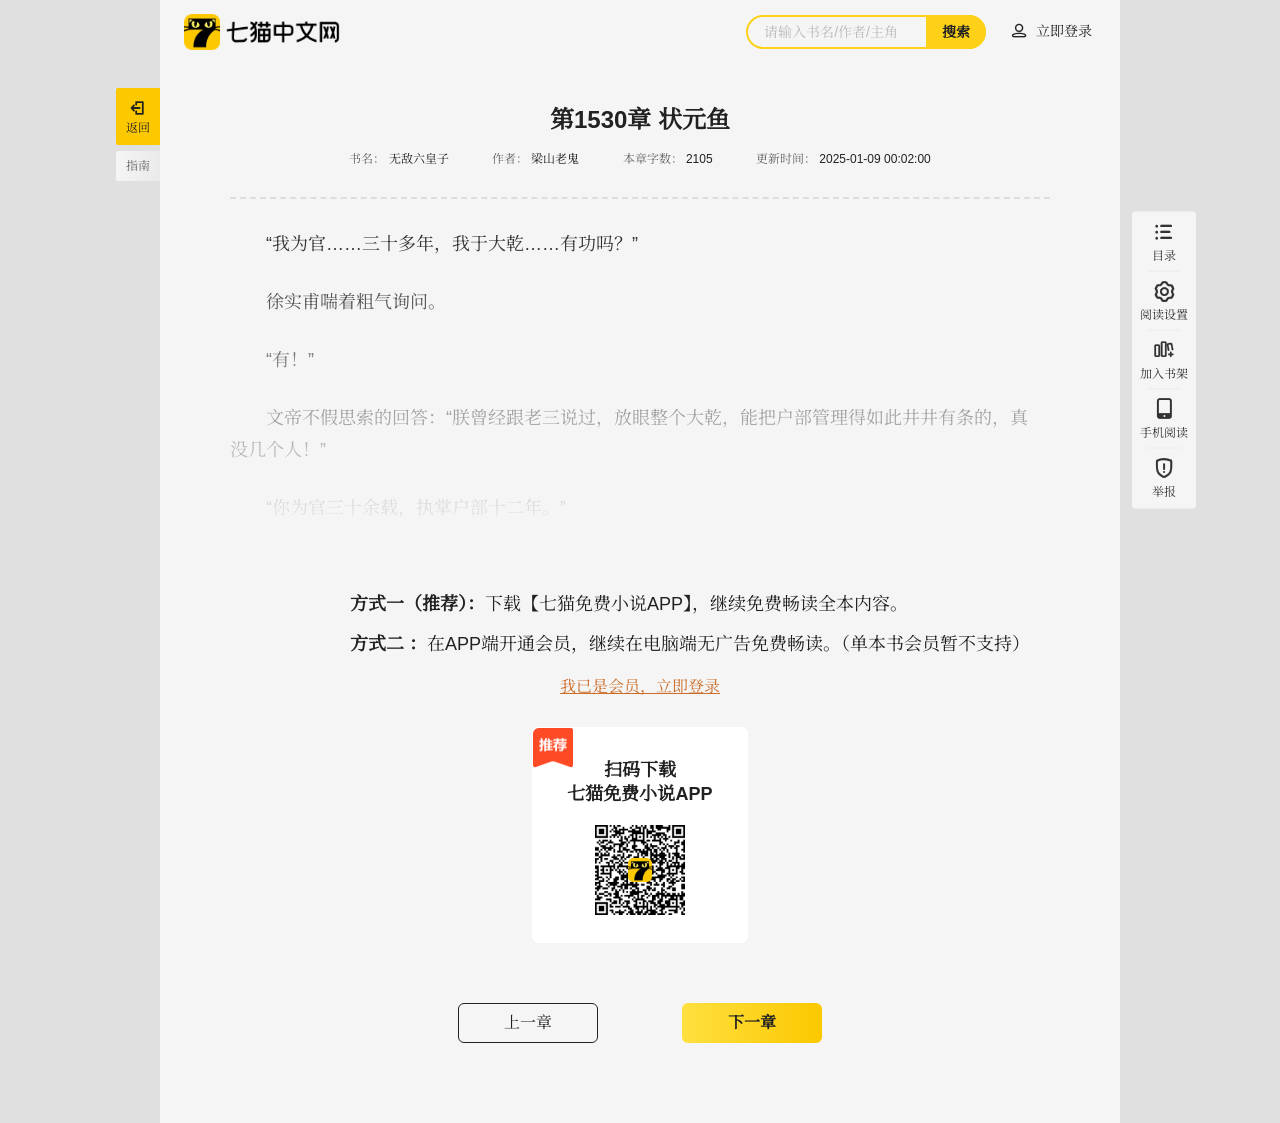 七猫中文网
请输入书名/作者/主角
搜索
立即登录
返回
指南
第1530章 状元鱼
书名： 无敌六皇子 作者： 梁山老鬼 本章字数： 2105 更新时间： 2025-01-09 00:02:00
“我为官……三十多年，我于大乾……有功吗？”
徐实甫喘着粗气询问。
“有！”
文帝不假思索的回答：“朕曾经跟老三说过，放眼整个大乾，能把户部管理得如此井井有条的，真
没几个人！”
“你为官三十余载，执掌户部十二年。”
目录
阅读设置
加入书架
手机阅读
举报
方式一（推荐）：下载【七猫免费小说APP】，继续免费畅读全本内容。
方式二 ：在APP端开通会员，继续在电脑端无广告免费畅读。（单本书会员暂不支持）
我已是会员，立即登录
推荐
扫码下载
七猫免费小说APP
上一章
下一章